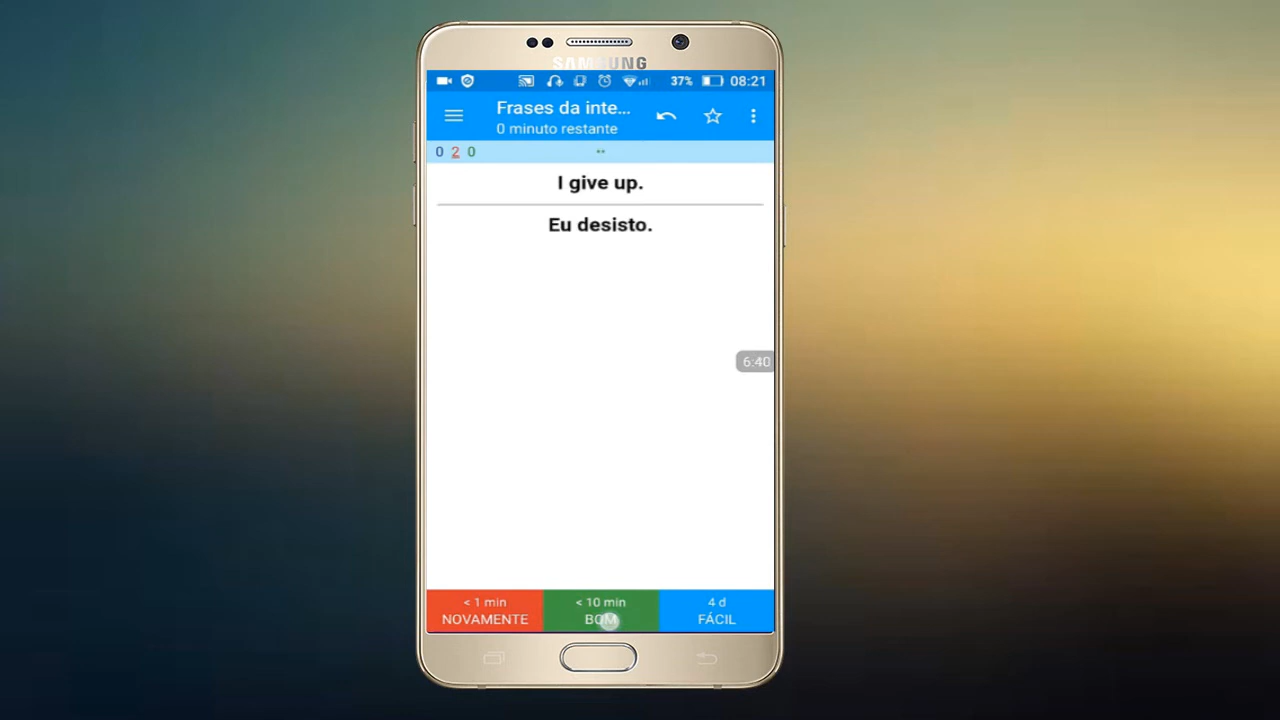 SAMSUNG
37% 08:21
Frases da inte...
0 minuto restante
0 2 0
I give up.
Eu desisto.
6:40
< 1 min < 10 min 4 d
NOVAMENTE BOM FÁCIL